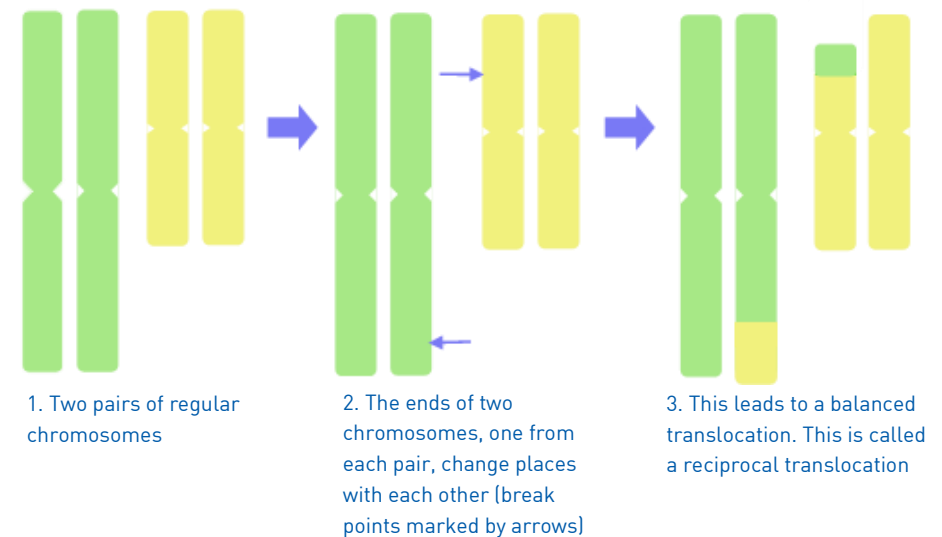 1. Two pairs of regular
chromosomes
2. The ends of two
chromosomes, one from
each pair, change places
with each other (break
points marked by arrows)
3. This leads to a balanced
translocation. This is called
a reciprocal translocation